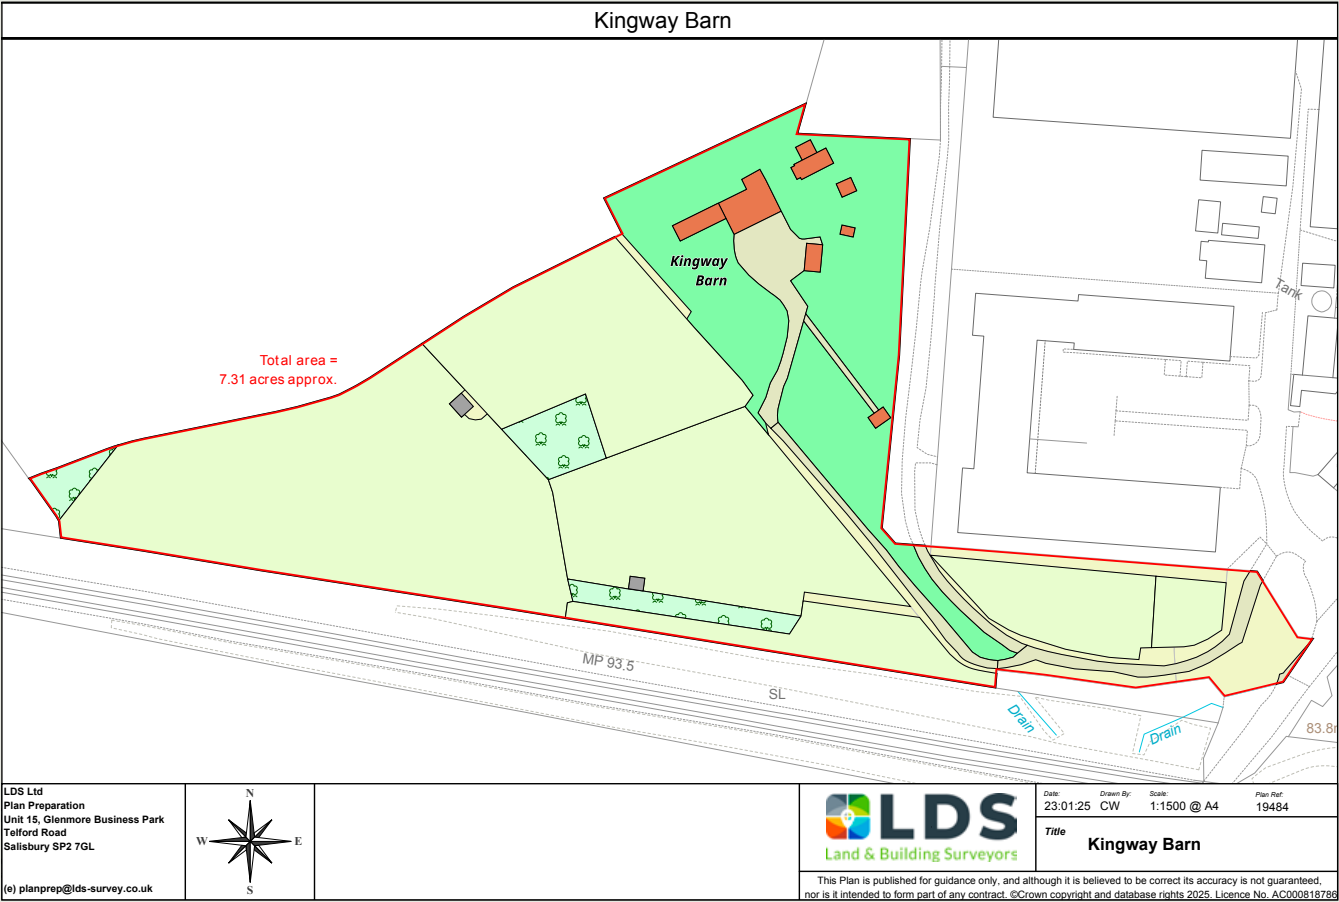 Kingway Barn
Kingway
Barn
Tank
Total area =
7.31 acres approx.
MP 93.5
SL
Drain
Drain
83.8m
LDS Ltd
Plan Preparation
Unit 15, Glenmore Business Park
Telford Road
Salisbury SP2 7GL
(e) planprep@lds-survey.co.uk
N
W E
S
LDS
Land & Building Surveyors
Date: Drawn By: Scale: Plan Ref:
23:01:25 CW 1:1500 @ A4 19484
Title
Kingway Barn
This Plan is published for guidance only, and although it is believed to be correct its accuracy is not guaranteed,
nor is it intended to form part of any contract. ©Crown copyright and database rights 2025. Licence No. AC000818786